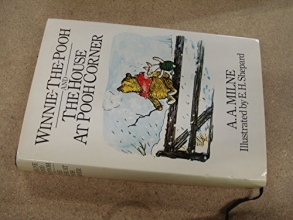 WINNIE-THE-POOH
AND
THE HOUSE
AT POOH CORNER
A.A.MILNE
Illustrated by E.H.Shepard